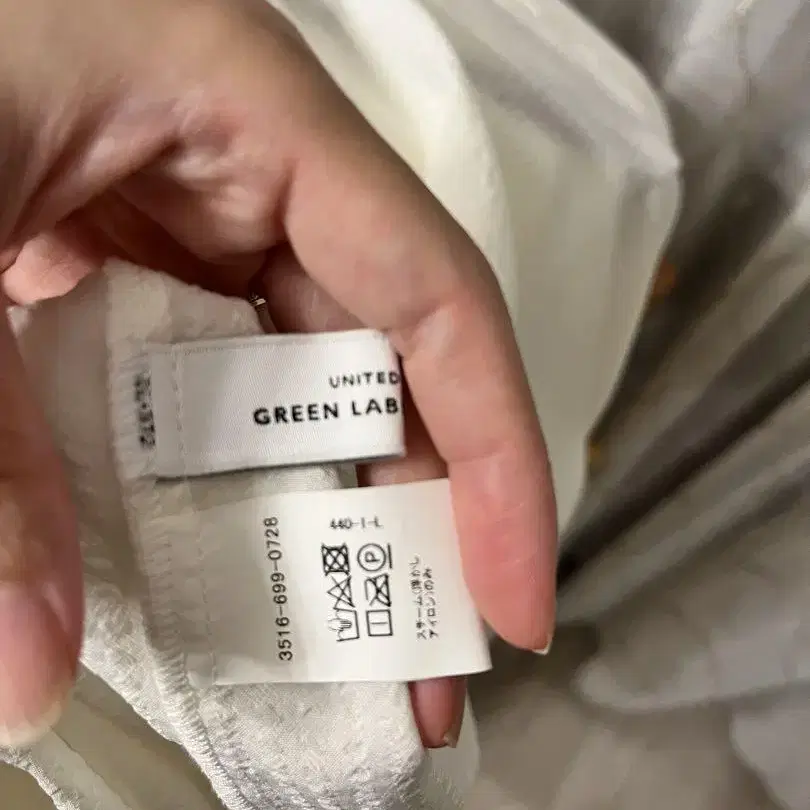 UNITED
GREEN LAB
3516-699-0728
440-I-L
P
スチーム(浮かし
アイロン)のみ